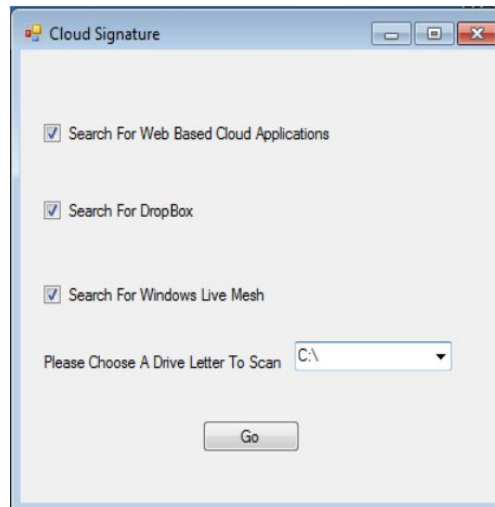 Cloud Signature
Search For Web Based Cloud Applications
Search For DropBox
Search For Windows Live Mesh
Please Choose A Drive Letter To Scan C:\
Go